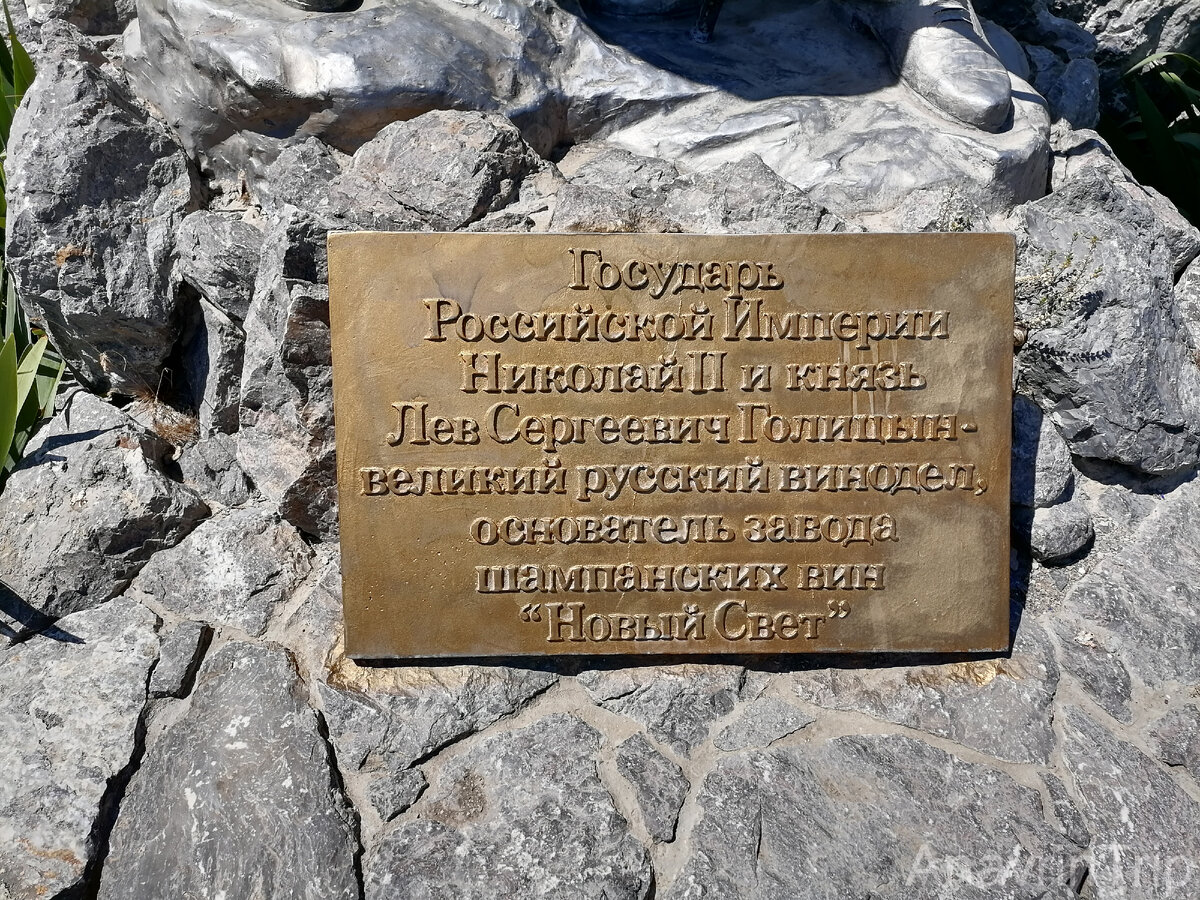 Государь
Российской Империи
Николай II и князь
Лев Сергеевич Голицын-
великий русский винодел,
основатель завода
шампанских вин
“Новый Свет”